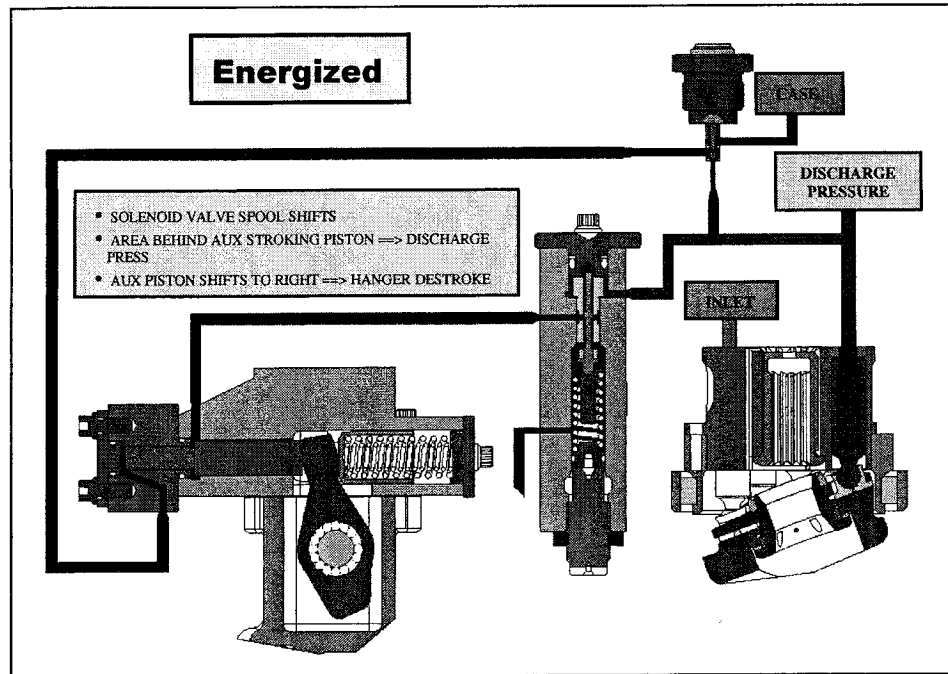 Energized
CASE
DISCHARGE
PRESSURE
• SOLENOID VALVE SPOOL SHIFTS
• AREA BEHIND AUX STROKING PISTON ==> DISCHARGE
PRESS
• AUX PISTON SHIFTS TO RIGHT ==> HANGER DESTROKE
INLET